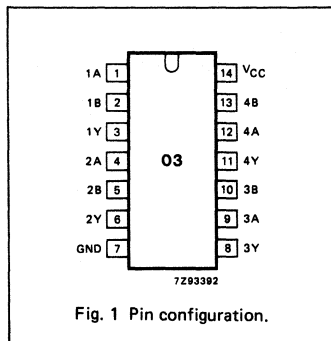 1A 1 14 VCC
1B 2 13 4B
1Y 3 12 4A
2A 4 03 11 4Y
2B 5 10 3B
2Y 6 9 3A
GND 7 8 3Y
7Z93392
Fig. 1 Pin configuration.